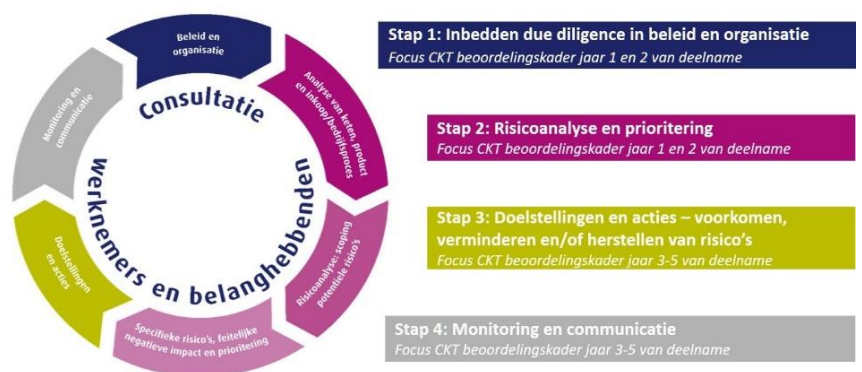 Beleid en
organisatie
Analyse van keten, product
en inkoop/bedrijfsproces
Risicoanalyse: scoping
potentiële risico's
Specifieke risico's, feitelijke
negatieve impact en prioritering
Doelstellingen
en acties
Monitoring en
communicatie
Consultatie
werknemers en belanghebbenden
Stap 1: Inbedden due diligence in beleid en organisatie
Focus CKT beoordelingskader jaar 1 en 2 van deelname
Stap 2: Risicoanalyse en prioritering
Focus CKT beoordelingskader jaar 1 en 2 van deelname
Stap 3: Doelstellingen en acties – voorkomen,
verminderen en/of herstellen van risico's
Focus CKT beoordelingskader jaar 3-5 van deelname
Stap 4: Monitoring en communicatie
Focus CKT beoordelingskader jaar 3-5 van deelname